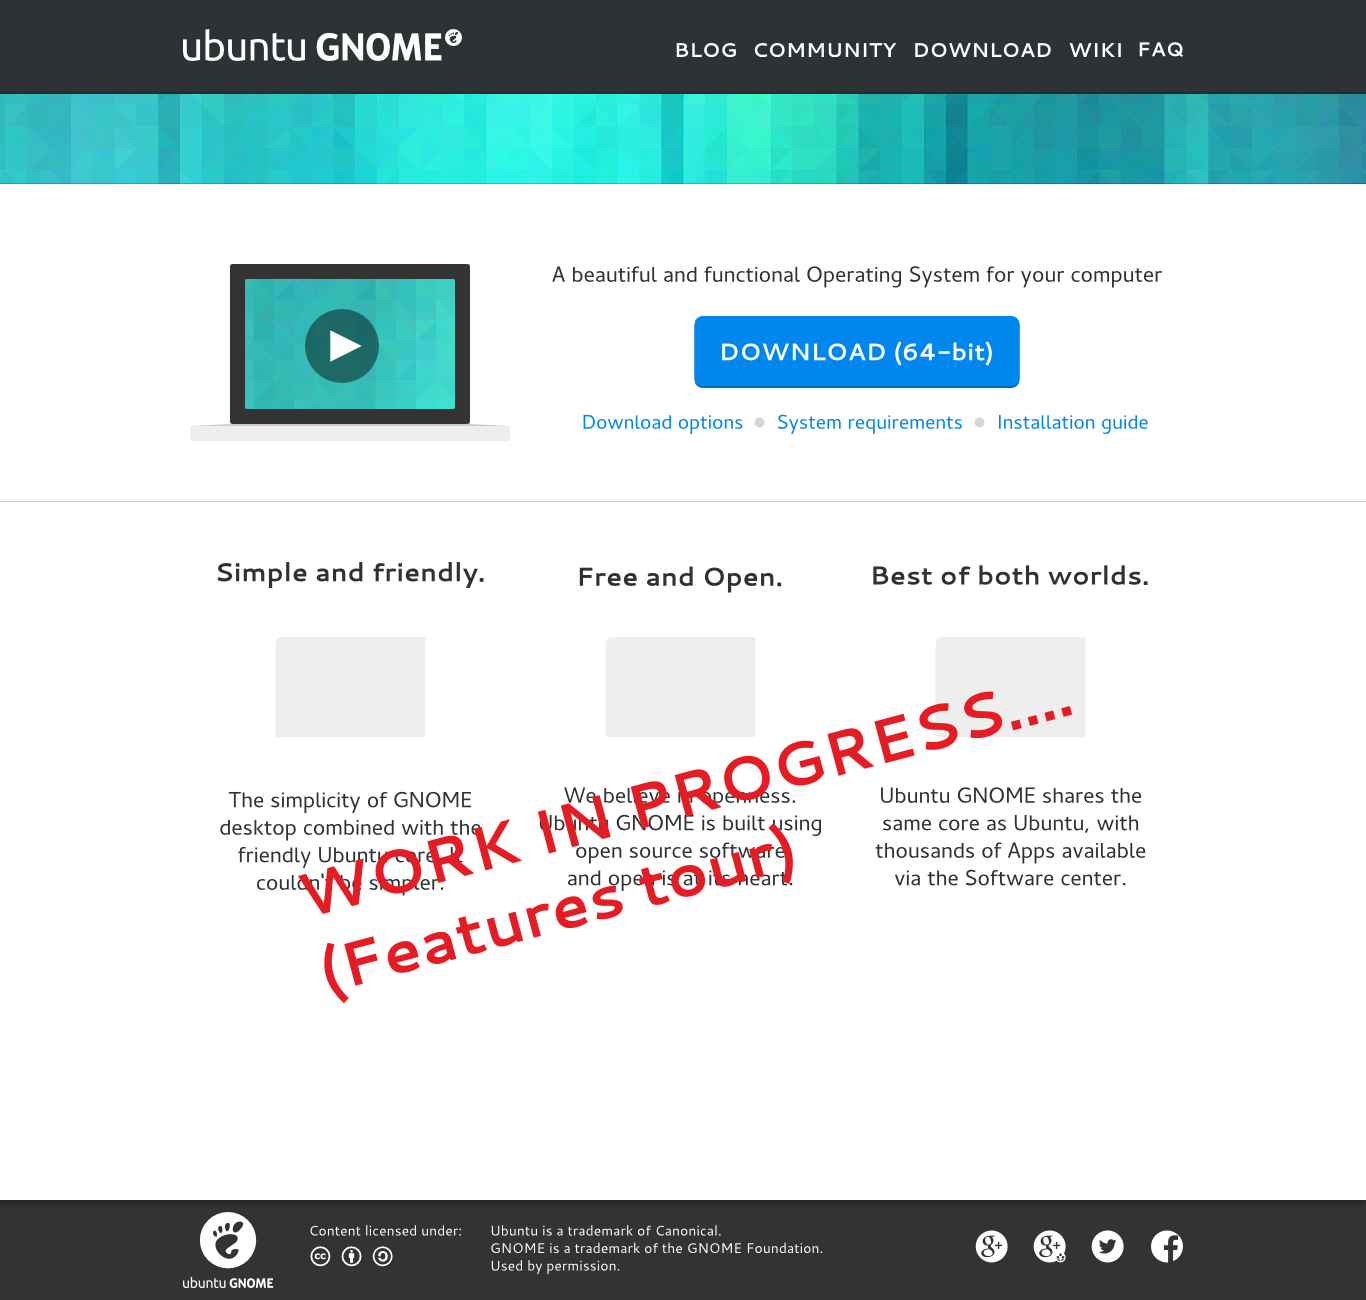 ubuntu GNOME
BLOG COMMUNITY DOWNLOAD WIKI FAQ
A beautiful and functional Operating System for your computer
DOWNLOAD (64-bit)
Download options System requirements Installation guide
Simple and friendly.
Free and Open.
Best of both worlds.
The simplicity of GNOME
desktop combined with the
friendly Ubuntu core. It
couldn't be simpler.
We believe in openness.
Ubuntu GNOME is built using
open source software
and open is at its heart.
Ubuntu GNOME shares the
same core as Ubuntu, with
thousands of Apps available
via the Software center.
WORK IN PROGRESS....
(Features tour)
ubuntu GNOME
Content licensed under:
cc
Ubuntu is a trademark of Canonical.
GNOME is a trademark of the GNOME Foundation.
Used by permission.
g+ g+